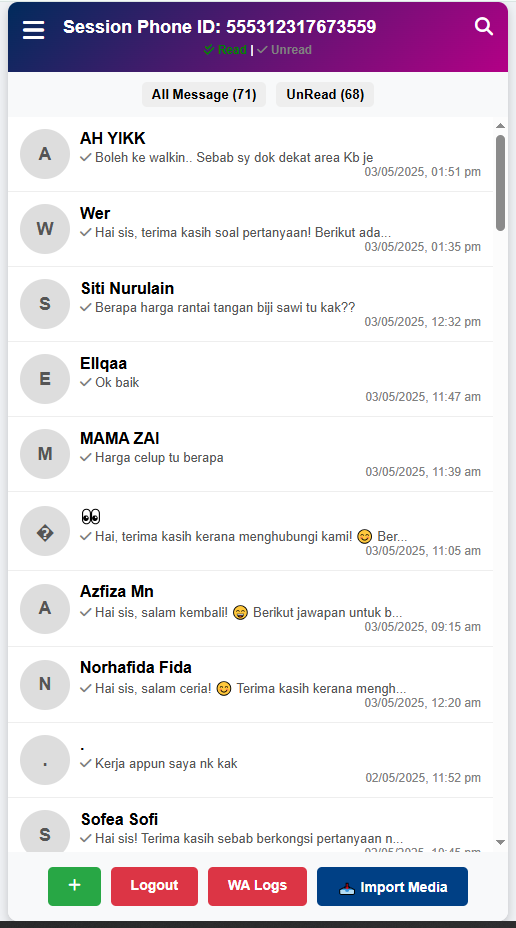 Session Phone ID: 555312317673559
Read | Unread
All Message (71) UnRead (68)
A
AH YIKK
Boleh ke walkin.. Sebab sy dok dekat area Kb je
03/05/2025, 01:51 pm
W
Wer
Hai sis, terima kasih soal pertanyaan! Berikut ada...
03/05/2025, 01:35 pm
S
Siti Nurulain
Berapa harga rantai tangan biji sawi tu kak??
03/05/2025, 12:32 pm
E
Ellqaa
Ok baik
03/05/2025, 11:47 am
M
MAMA ZAI
Harga celup tu berapa
03/05/2025, 11:39 am
�
👀
Hai, terima kasih kerana menghubungi kami! 😊 Ber...
03/05/2025, 11:05 am
A
Azfiza Mn
Hai sis, salam kembali! 😄 Berikut jawapan untuk b...
03/05/2025, 09:15 am
N
Norhafida Fida
Hai sis, salam ceria! 😊 Terima kasih kerana mengh...
03/05/2025, 12:20 am
.
.
Kerja appun saya nk kak
02/05/2025, 11:52 pm
S
Sofea Sofi
Hai sis! Terima kasih sebab berkongsi pertanyaan n...
+ Logout WA Logs Import Media